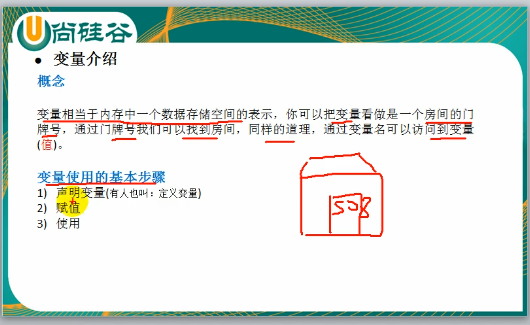 尚硅谷
● 变量介绍
概念
变量相当于内存中一个数据存储空间的表示，你可以把变量看做是一个房间的门
牌号，通过门牌号我们可以找到房间，同样的道理，通过变量名可以访问到变量
(值)。
变量使用的基本步骤
1) 声明变量(有人也叫：定义变量)
2) 赋值
3) 使用
508